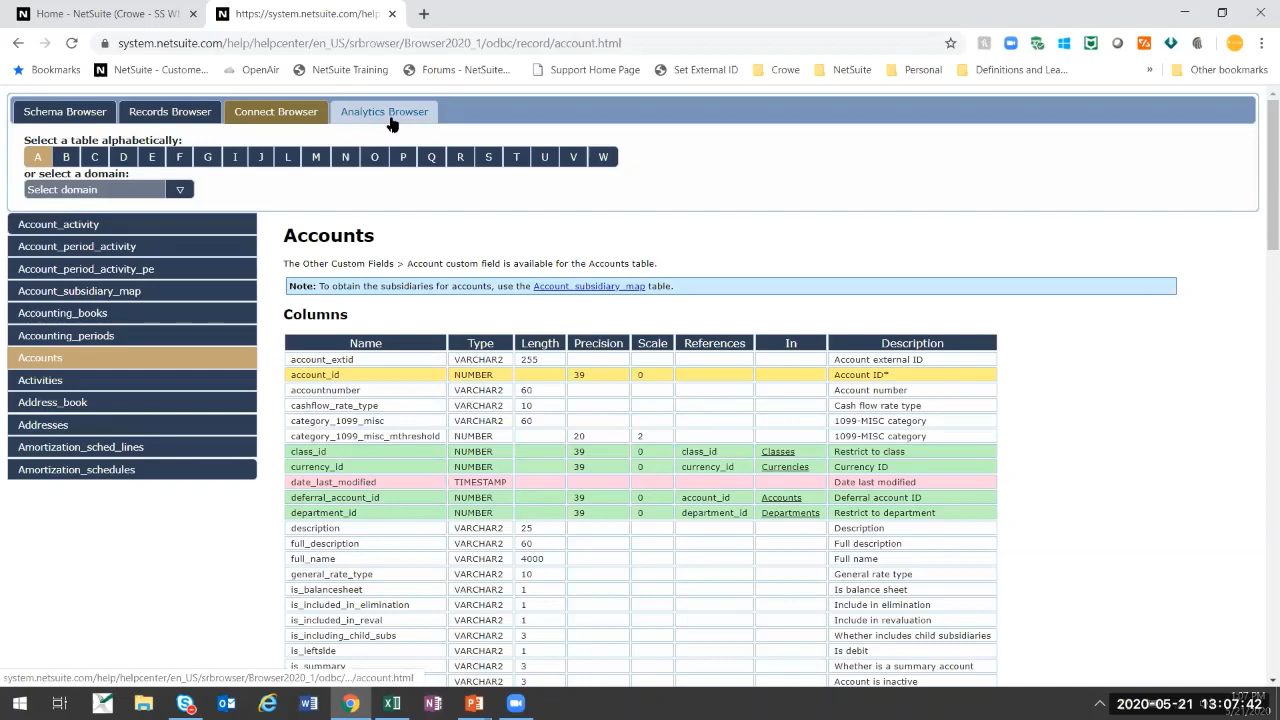 Home - NetSuite (Crowe - SS W
https://system.netsuite.com/help
system.netsuite.com/help/helpcenter/en_US/srbrowser/Browser2020_1/odbc/record/account.html
Bookmarks NetSuite - Custome... OpenAir NetSuite Training Forums - NetSuite... Support Home Page Set External ID Crowe NetSuite Personal Definitions and Lea... » Other bookmarks
Schema Browser Records Browser Connect Browser Analytics Browser
Select a table alphabetically:
A B C D E F G I J L M N O P Q R S T U V W
or select a domain:
Select domain
Account_activity
Account_period_activity
Account_period_activity_pe
Account_subsidiary_map
Accounting_books
Accounting_periods
Accounts
Activities
Address_book
Addresses
Amortization_sched_lines
Amortization_schedules
Accounts
The Other Custom Fields > Account custom field is available for the Accounts table.
Note: To obtain the subsidiaries for accounts, use the Account_subsidiary_map table.
Columns
Name Type Length Precision Scale References In Description
account_extid VARCHAR2 255 Account external ID
account_id NUMBER 39 0 Account ID*
accountnumber VARCHAR2 60 Account number
cashflow_rate_type VARCHAR2 10 Cash flow rate type
category_1099_misc VARCHAR2 60 1099-MISC category
category_1099_misc_mthreshold NUMBER 20 2 1099-MISC category
class_id NUMBER 39 0 class_id Classes Restrict to class
currency_id NUMBER 39 0 currency_id Currencies Currency ID
date_last_modified TIMESTAMP Date last modified
deferral_account_id NUMBER 39 0 account_id Accounts Deferral account ID
department_id NUMBER 39 0 department_id Departments Restrict to department
description VARCHAR2 25 Description
full_description VARCHAR2 60 Full description
full_name VARCHAR2 4000 Full name
general_rate_type VARCHAR2 10 General rate type
is_balancesheet VARCHAR2 1 Is balance sheet
is_included_in_elimination VARCHAR2 1 Include in elimination
is_included_in_reval VARCHAR2 1 Include in revaluation
is_including_child_subs VARCHAR2 3 Whether includes child subsidiaries
is_leftside VARCHAR2 1 Is debit
is_summary VARCHAR2 3 Whether is a summary account
VARCHAR2 3 Account is inactive
system.netsuite.com/help/helpcenter/en_US/srbrowser/Browser2020_1/odbc/.../account.html
2020-05-21 13:07:42